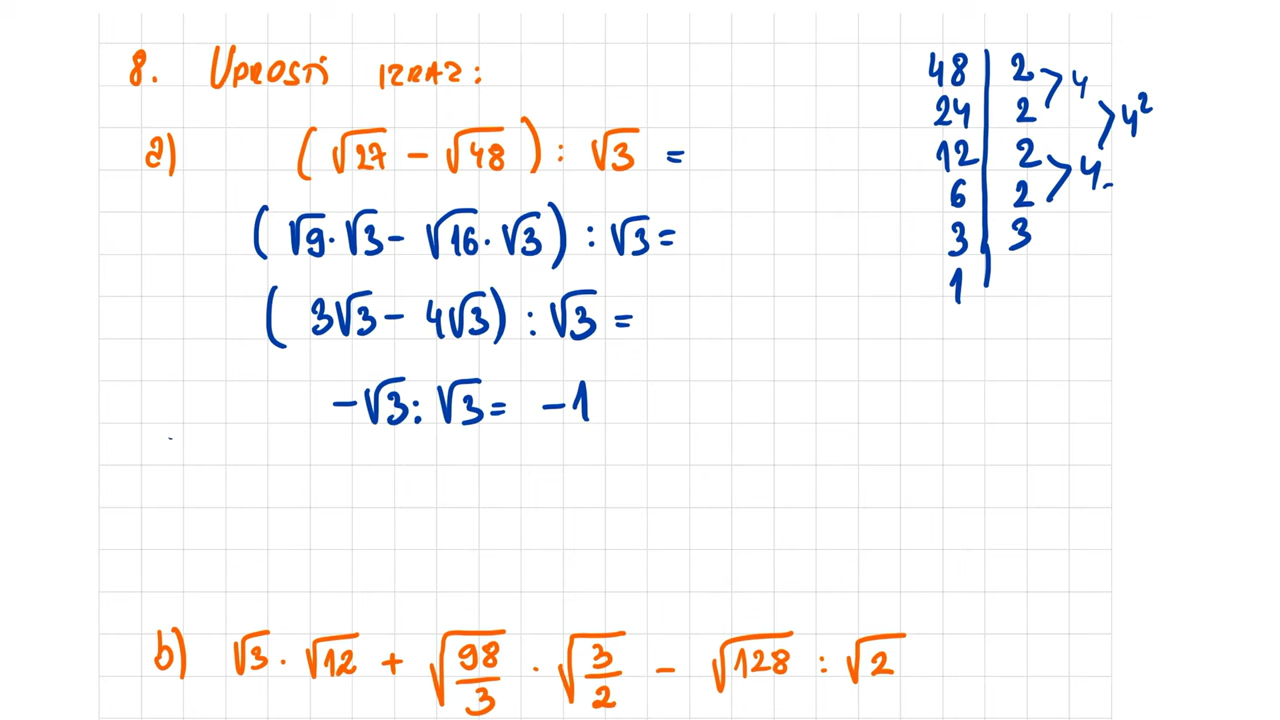 8. UPROSTI IZRAZ:
a) (√27 - √48) : √3 =
(√9·√3 - √16·√3) : √3 =
(3√3 - 4√3) : √3 =
-√3 : √3 = -1
48 | 2 > 4
24 | 2 > 4²
12 | 2 > 4
6 | 2
3 | 3
1 |
b) √3 · √12 + √(98/3) · √(3/2) - √128 : √2